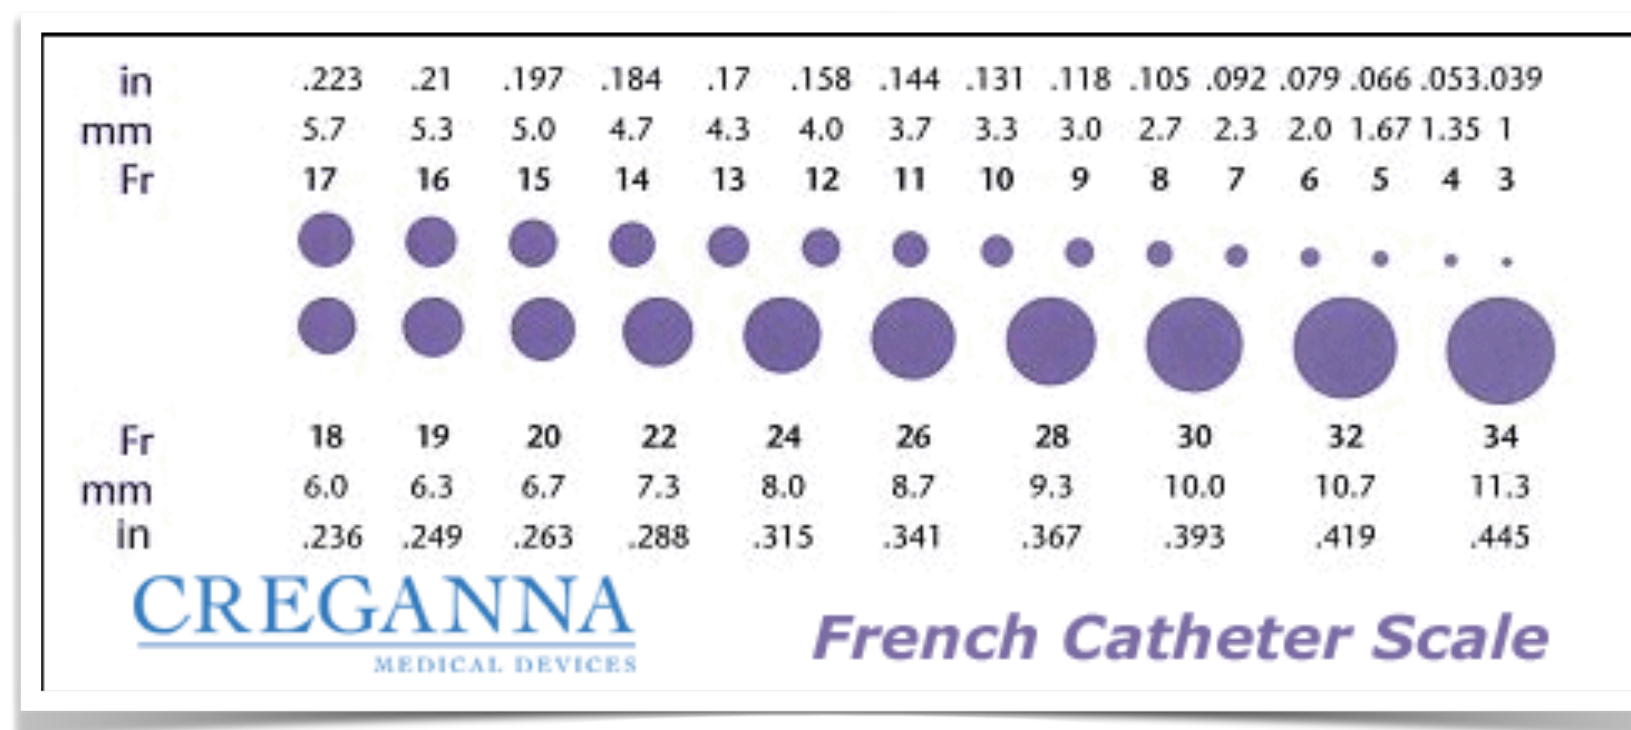 in .223 .21 .197 .184 .17 .158 .144 .131 .118 .105 .092 .079 .066 .053 .039
mm 5.7 5.3 5.0 4.7 4.3 4.0 3.7 3.3 3.0 2.7 2.3 2.0 1.67 1.35 1
Fr 17 16 15 14 13 12 11 10 9 8 7 6 5 4 3
Fr 18 19 20 22 24 26 28 30 32 34
mm 6.0 6.3 6.7 7.3 8.0 8.7 9.3 10.0 10.7 11.3
in .236 .249 .263 .288 .315 .341 .367 .393 .419 .445
CREGANNA
MEDICAL DEVICES
French Catheter Scale